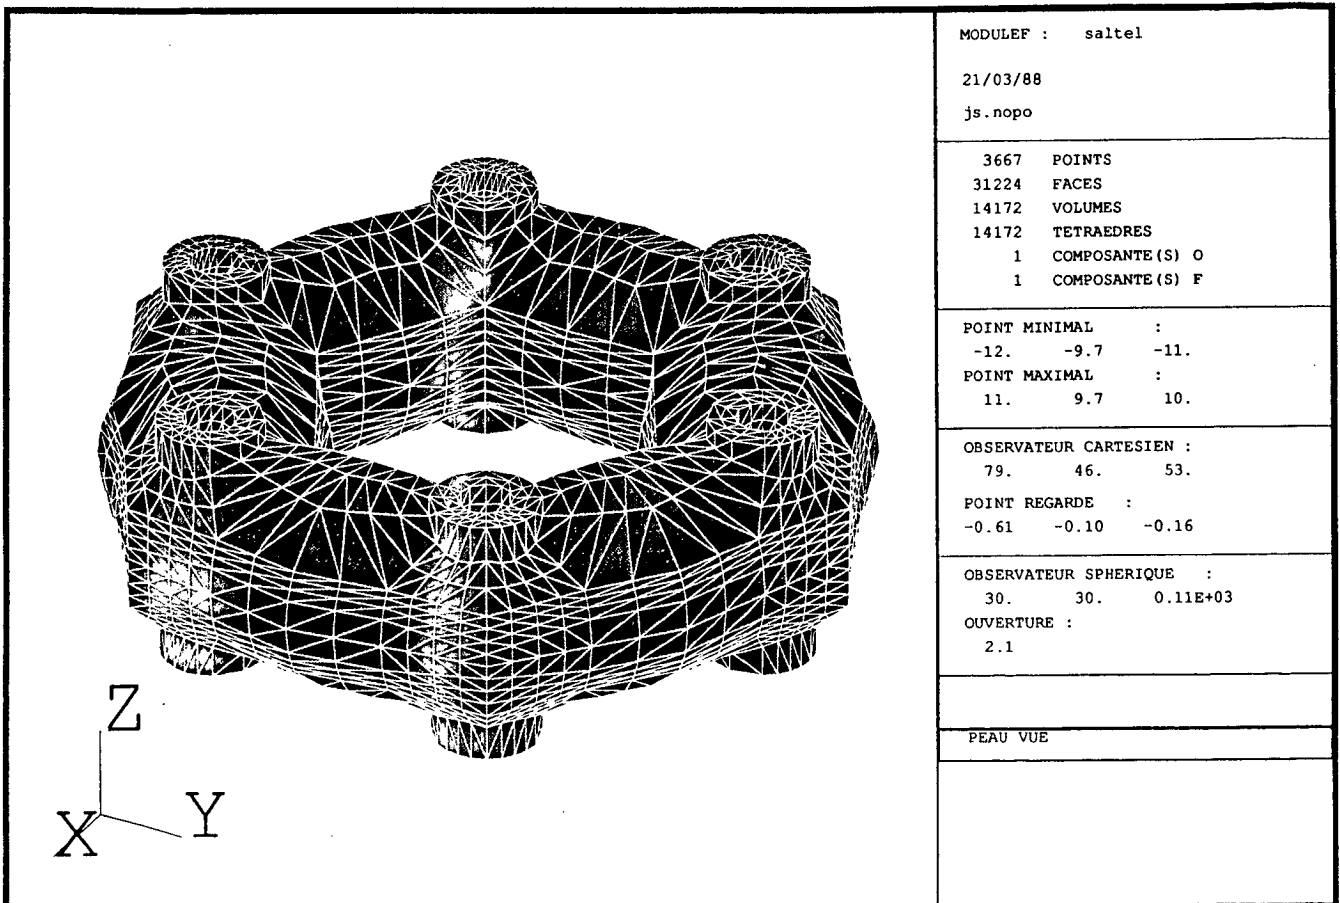 MODULEF : saltel
21/03/88
js.nopo
3667 POINTS
31224 FACES
14172 VOLUMES
14172 TETRAEDRES
1 COMPOSANTE(S) O
1 COMPOSANTE(S) F
POINT MINIMAL :
-12. -9.7 -11.
POINT MAXIMAL :
11. 9.7 10.
OBSERVATEUR CARTESIEN :
79. 46. 53.
POINT REGARDE :
-0.61 -0.10 -0.16
OBSERVATEUR SPHERIQUE :
30. 30. 0.11E+03
OUVERTURE :
2.1
PEAU VUE
Z
X Y